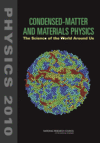 PHYSICS 2010
CONDENSED-MATTER
AND MATERIALS PHYSICS
The Science of the World Around Us